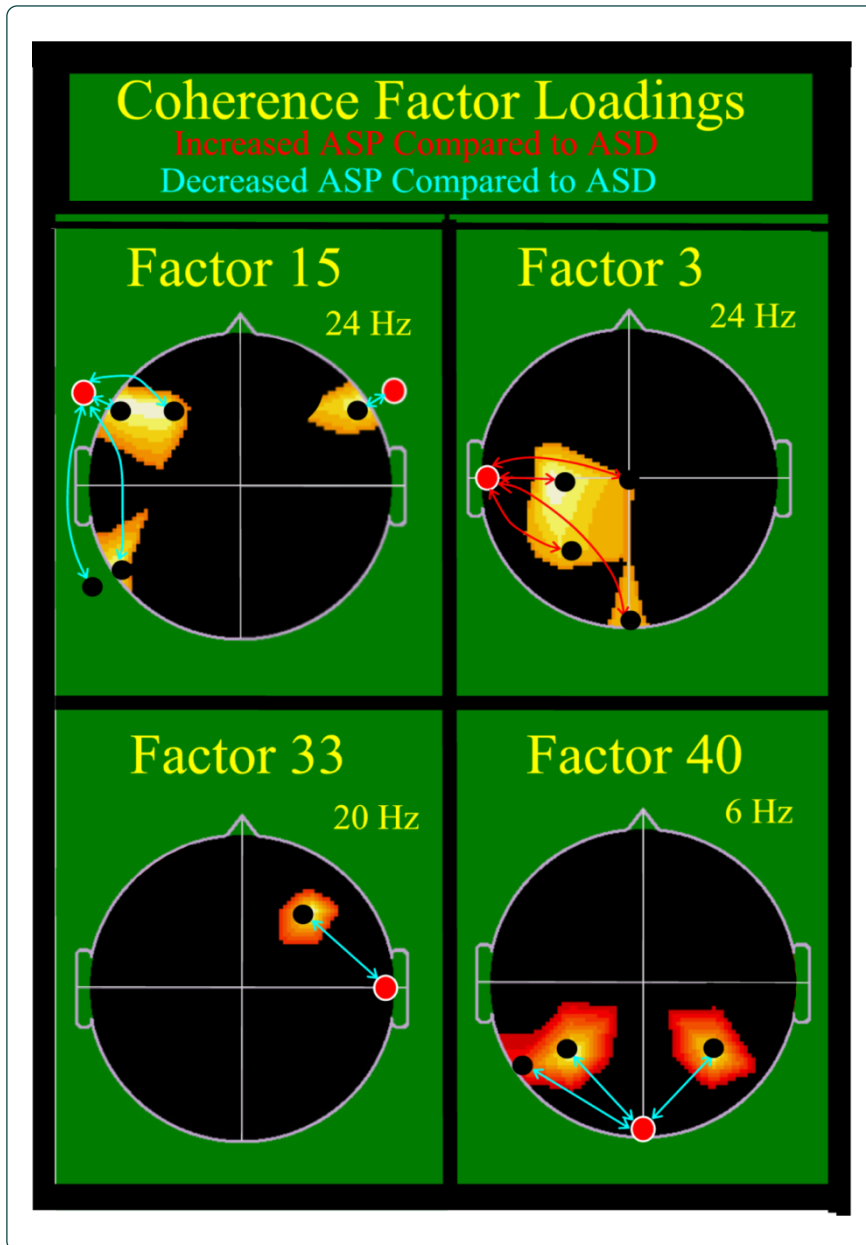 Coherence Factor Loadings
Increased ASP Compared to ASD
Decreased ASP Compared to ASD
Factor 15
24 Hz
Factor 3
24 Hz
Factor 33
20 Hz
Factor 40
6 Hz